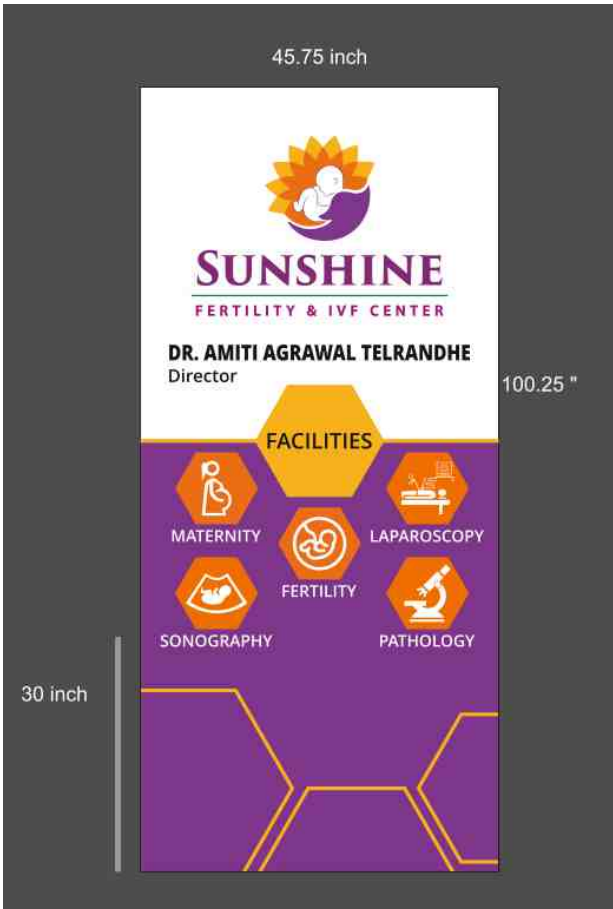 45.75 inch
SUNSHINE
FERTILITY & IVF CENTER
DR. AMITI AGRAWAL TELRANDHE
Director
100.25 "
FACILITIES
MATERNITY
LAPAROSCOPY
FERTILITY
SONOGRAPHY
PATHOLOGY
30 inch